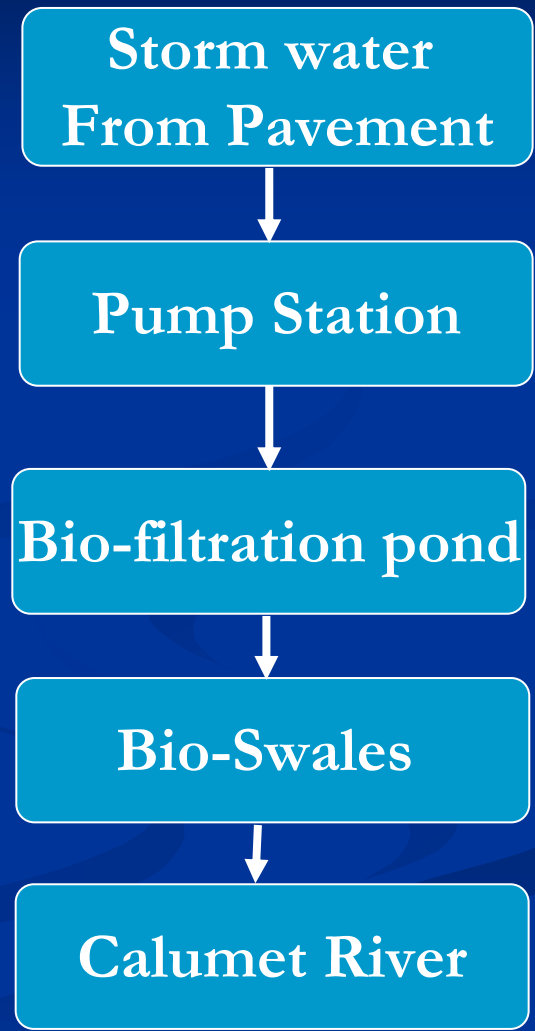 Storm water
From Pavement
Pump Station
Bio-filtration pond
Bio-Swales
Calumet River